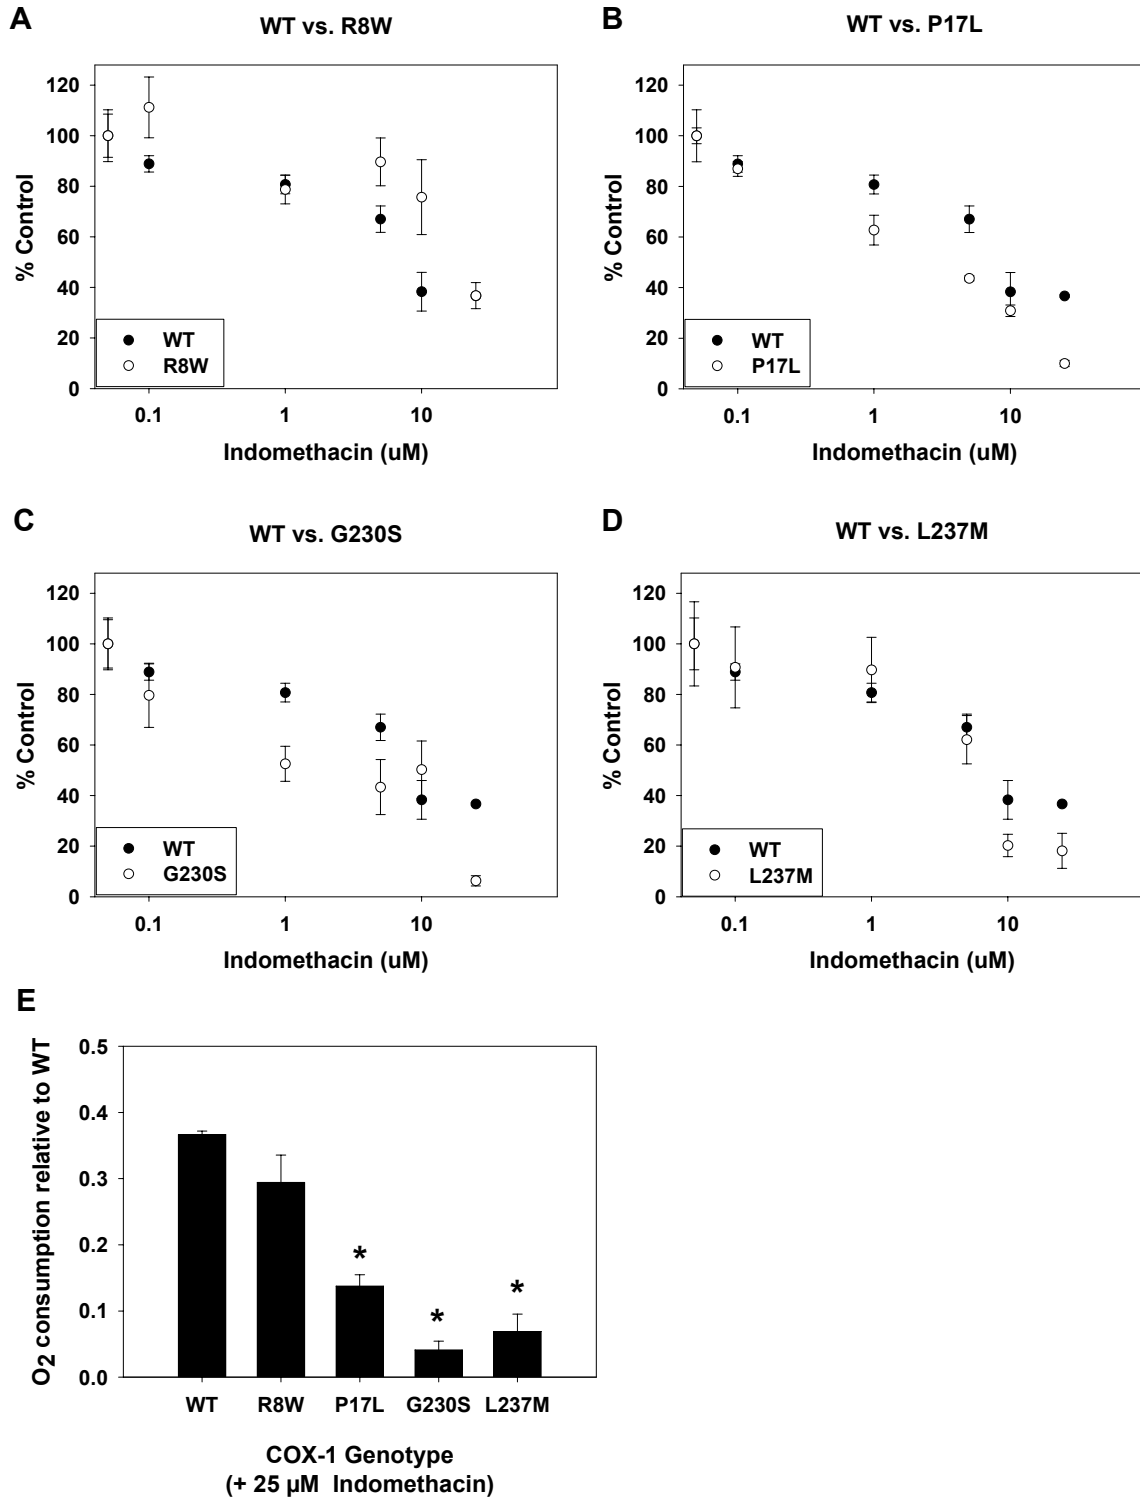 A
WT vs. R8W
120
100
80
60
40
20
0
% Control
WT
R8W
0.1
1
10
Indomethacin (uM)
B
WT vs. P17L
120
100
80
60
40
20
0
% Control
WT
P17L
0.1
1
10
Indomethacin (uM)
C
WT vs. G230S
120
100
80
60
40
20
0
% Control
WT
G230S
0.1
1
10
Indomethacin (uM)
D
WT vs. L237M
120
100
80
60
40
20
0
% Control
WT
L237M
0.1
1
10
Indomethacin (uM)
E
0.5
0.4
0.3
0.2
0.1
0.0
O2 consumption relative to WT
*
*
*
WT R8W P17L G230S L237M
COX-1 Genotype
(+ 25 µM Indomethacin)